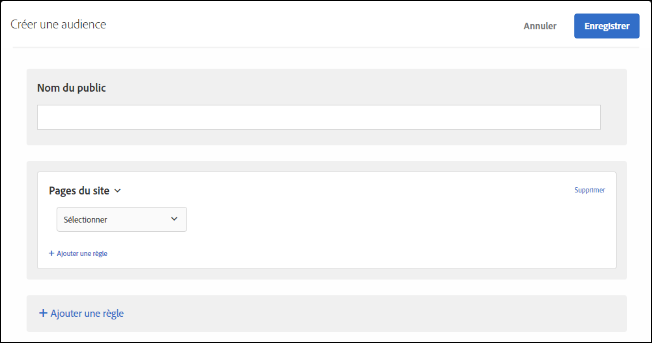 Créer une audience
Annuler
Enregistrer
Nom du public
Pages du site
Supprimer
Sélectionner
+ Ajouter une règle
+ Ajouter une règle